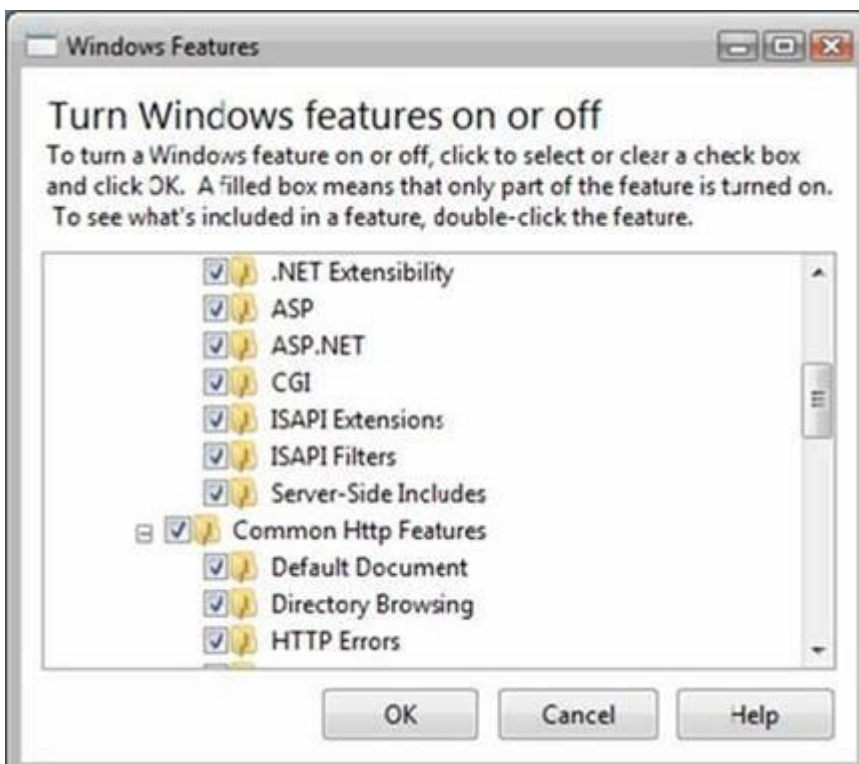 Windows Features
Turn Windows features on or off
To turn a Windows feature on or off, click to select or clear a check box
and click OK. A filled box means that only part of the feature is turned on.
To see what's included in a feature, double-click the feature.
.NET Extensibility
ASP
ASP.NET
CGI
ISAPI Extensions
ISAPI Filters
Server-Side Includes
Common Http Features
Default Document
Directory Browsing
HTTP Errors
OK Cancel Help